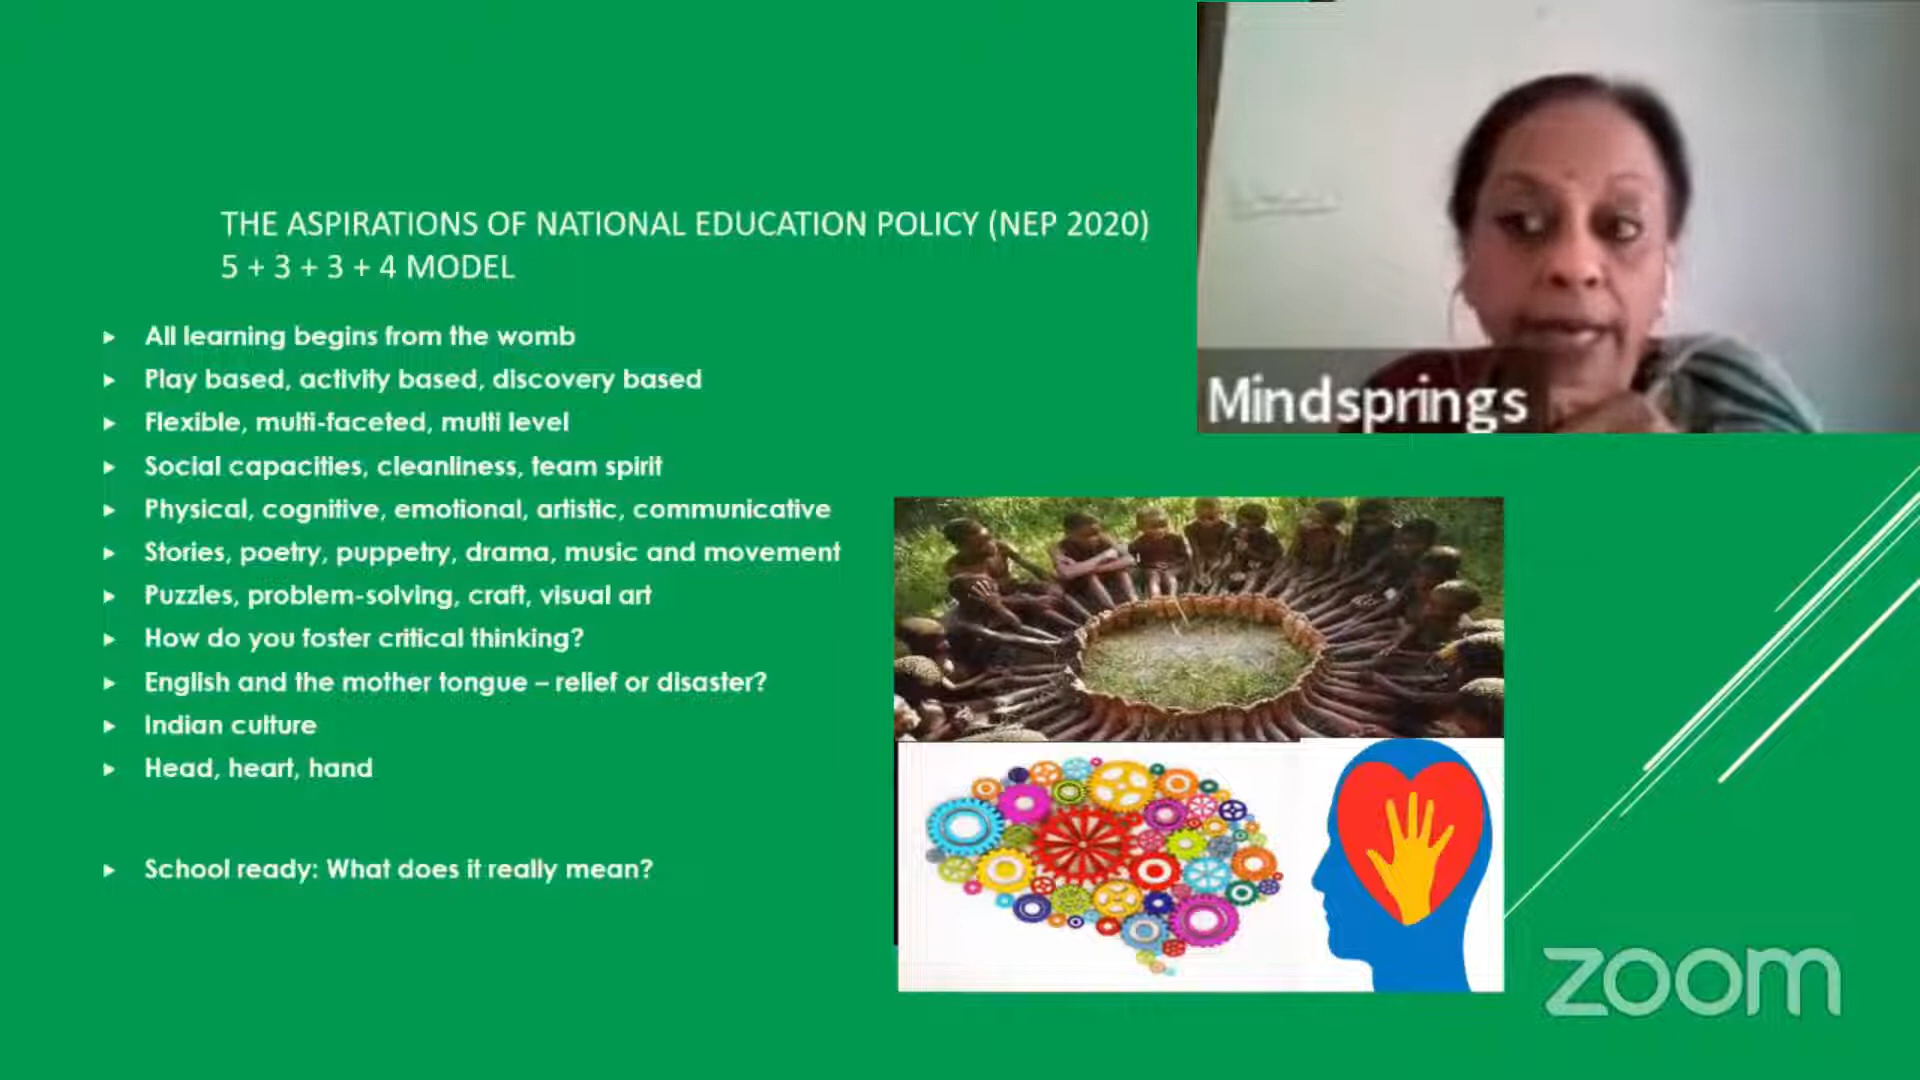 THE ASPIRATIONS OF NATIONAL EDUCATION POLICY (NEP 2020)
5 + 3 + 3 + 4 MODEL
All learning begins from the womb
Play based, activity based, discovery based
Flexible, multi-faceted, multi level
Social capacities, cleanliness, team spirit
Physical, cognitive, emotional, artistic, communicative
Stories, poetry, puppetry, drama, music and movement
Puzzles, problem-solving, craft, visual art
How do you foster critical thinking?
English and the mother tongue – relief or disaster?
Indian culture
Head, heart, hand
School ready: What does it really mean?
Mindsprings
zoom